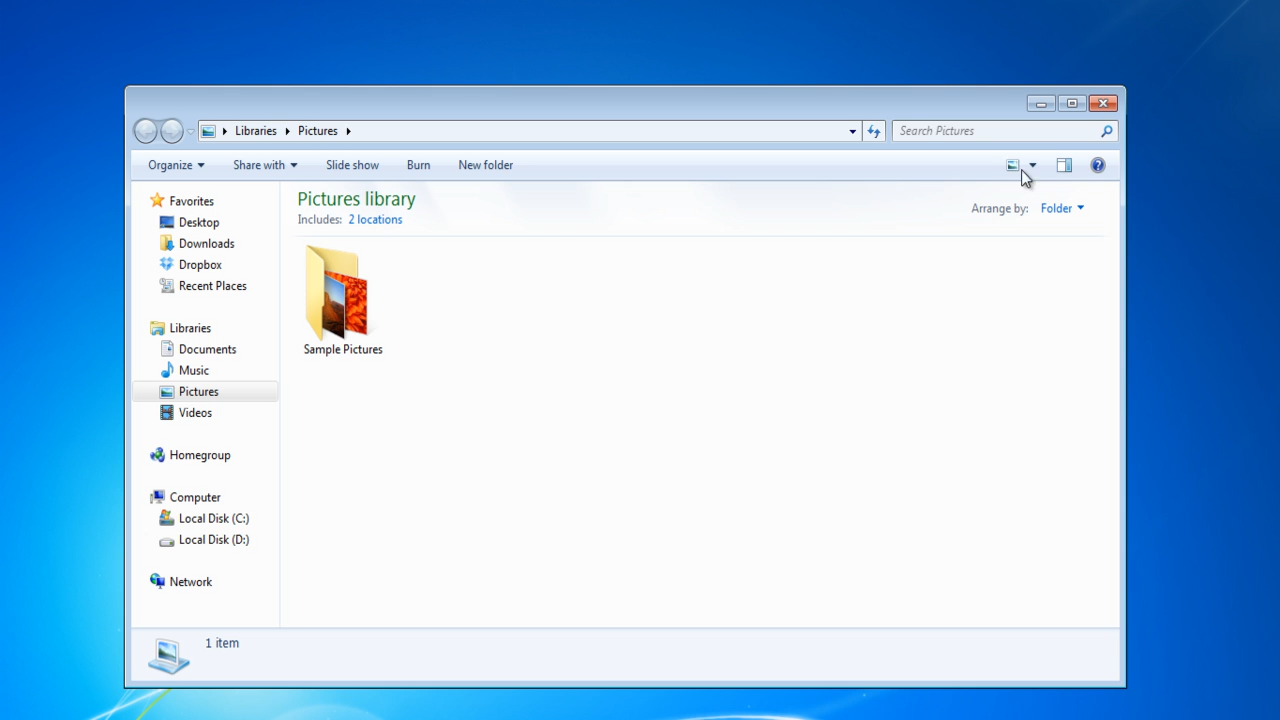 Libraries Pictures Search Pictures
Organize Share with Slide show Burn New folder
Favorites
Desktop
Downloads
Dropbox
Recent Places
Libraries
Documents
Music
Pictures
Videos
Homegroup
Computer
Local Disk (C:)
Local Disk (D:)
Network
Pictures library
Includes: 2 locations
Arrange by: Folder
Sample Pictures
1 item